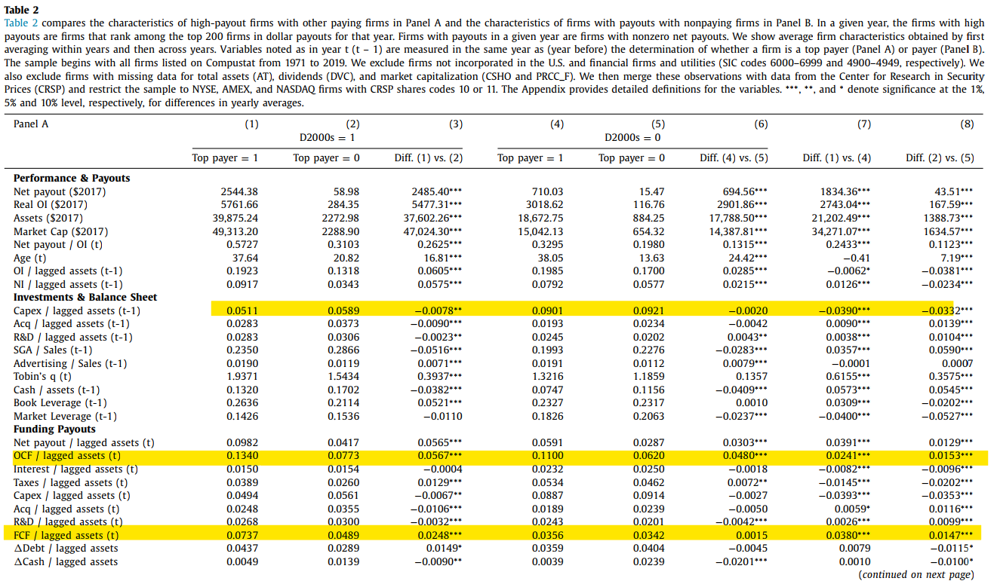 Table 2
Table 2 compares the characteristics of high-payout firms with other paying firms in Panel A and the characteristics of firms with payouts with nonpaying firms in Panel B. In a given year, the firms with high
payouts are firms that rank among the top 200 firms in dollar payouts for that year. Firms with payouts in a given year are firms with nonzero net payouts. We show average firm characteristics obtained by first
averaging within years and then across years. Variables noted as in year t (t − 1) are measured in the same year as (year before) the determination of whether a firm is a top payer (Panel A) or payer (Panel B).
The sample begins with all firms listed on Compustat from 1971 to 2019. We exclude firms not incorporated in the U.S. and financial firms and utilities (SIC codes 6000–6999 and 4900–4949, respectively). We
also exclude firms with missing data for total assets (AT), dividends (DVC), and market capitalization (CSHO and PRCC_F). We then merge these observations with data from the Center for Research in Security
Prices (CRSP) and restrict the sample to NYSE, AMEX, and NASDAQ firms with CRSP shares codes 10 or 11. The Appendix provides detailed definitions for the variables. ***, **, and * denote significance at the 1%,
5% and 10% level, respectively, for differences in yearly averages.
Panel A (1) (2) (3) (4) (5) (6) (7) (8)
D2000s = 1 D2000s = 0
Top payer = 1 Top payer = 0 Diff. (1) vs. (2) Top payer = 1 Top payer = 0 Diff. (4) vs. (5) Diff. (1) vs. (4) Diff. (2) vs. (5)
Performance & Payouts
Net payout ($2017) 2544.38 58.98 2485.40*** 710.03 15.47 694.56*** 1834.36*** 43.51***
Real OI ($2017) 5761.66 284.35 5477.31*** 3018.62 116.76 2901.86*** 2743.04*** 167.59***
Assets ($2017) 39,875.24 2272.98 37,602.26*** 18,672.75 884.25 17,788.50*** 21,202.49*** 1388.73***
Market Cap ($2017) 49,313.20 2288.90 47,024.30*** 15,042.13 654.32 14,387.81*** 34,271.07*** 1634.57***
Net payout / OI (t) 0.5727 0.3103 0.2625*** 0.3295 0.1980 0.1315*** 0.2433*** 0.1123***
Age (t) 37.64 20.82 16.81*** 38.05 13.63 24.42*** −0.41 7.19***
OI / lagged assets (t-1) 0.1923 0.1318 0.0605*** 0.1985 0.1700 0.0285*** −0.0062* −0.0381***
NI / lagged assets (t-1) 0.0917 0.0343 0.0575*** 0.0792 0.0577 0.0215*** 0.0126*** −0.0234***
Investments & Balance Sheet
Capex / lagged assets (t-1) 0.0511 0.0589 −0.0078** 0.0901 0.0921 −0.0020 −0.0390*** −0.0332***
Acq / lagged assets (t-1) 0.0283 0.0373 −0.0090*** 0.0193 0.0234 −0.0042 0.0090*** 0.0139***
R&D / lagged assets (t-1) 0.0283 0.0306 −0.0023** 0.0245 0.0202 0.0043** 0.0038*** 0.0104***
SGA / Sales (t-1) 0.2350 0.2866 −0.0516*** 0.1993 0.2276 −0.0283*** 0.0357*** 0.0590***
Advertising / Sales (t-1) 0.0190 0.0119 0.0071*** 0.0191 0.0112 0.0079*** −0.0001 0.0007
Tobin's q (t) 1.9371 1.5434 0.3937*** 1.3216 1.1859 0.1357 0.6155*** 0.3575***
Cash / assets (t-1) 0.1320 0.1702 −0.0382*** 0.0747 0.1156 −0.0409*** 0.0573*** 0.0545***
Book Leverage (t-1) 0.2636 0.2114 0.0521*** 0.2327 0.2317 0.0010 0.0309*** −0.0202***
Market Leverage (t-1) 0.1426 0.1536 −0.0110 0.1826 0.2063 −0.0237*** −0.0400*** −0.0527***
Funding Payouts
Net payout / lagged assets (t) 0.0982 0.0417 0.0565*** 0.0591 0.0287 0.0303*** 0.0391*** 0.0129***
OCF / lagged assets (t) 0.1340 0.0773 0.0567*** 0.1100 0.0620 0.0480*** 0.0241*** 0.0153***
Interest / lagged assets (t) 0.0150 0.0154 −0.0004 0.0232 0.0250 −0.0018 −0.0082*** −0.0096***
Taxes / lagged assets (t) 0.0389 0.0260 0.0129*** 0.0534 0.0462 0.0072** −0.0145*** −0.0202***
Capex / lagged assets (t) 0.0494 0.0561 −0.0067** 0.0887 0.0914 −0.0027 −0.0393*** −0.0353***
Acq / lagged assets (t) 0.0248 0.0355 −0.0106*** 0.0189 0.0239 −0.0050 0.0059* 0.0116***
R&D / lagged assets (t) 0.0268 0.0300 −0.0032*** 0.0243 0.0201 −0.0042*** 0.0026*** 0.0099***
FCF / lagged assets (t) 0.0737 0.0489 0.0248*** 0.0356 0.0342 0.0015 0.0380*** 0.0147***
ΔDebt / lagged assets 0.0437 0.0289 0.0149* 0.0359 0.0404 −0.0045 0.0079 −0.0115*
ΔCash / lagged assets 0.0049 0.0139 −0.0090** 0.0039 0.0239 −0.0201*** 0.0010 −0.0100*
(continued on next page)